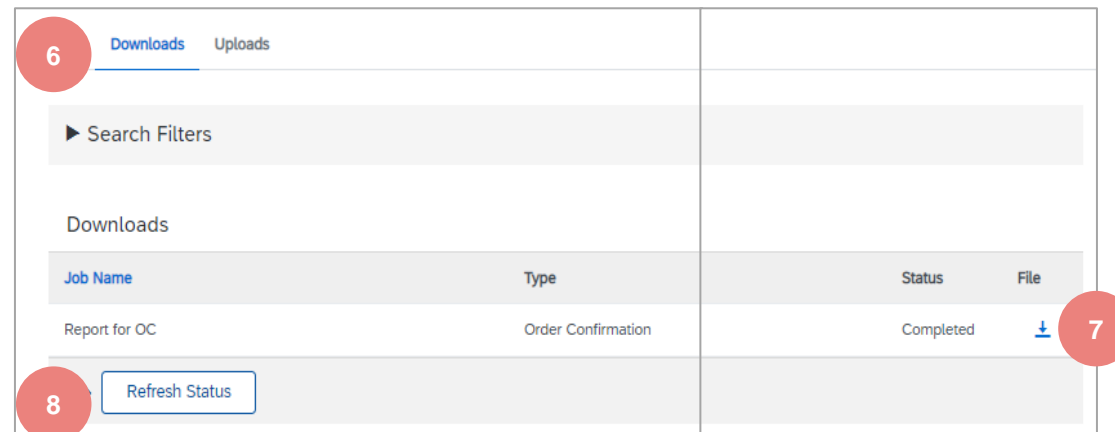 6 Downloads Uploads
Search Filters
Downloads
Job Name Type Status File
Report for OC Order Confirmation Completed 7
8 Refresh Status